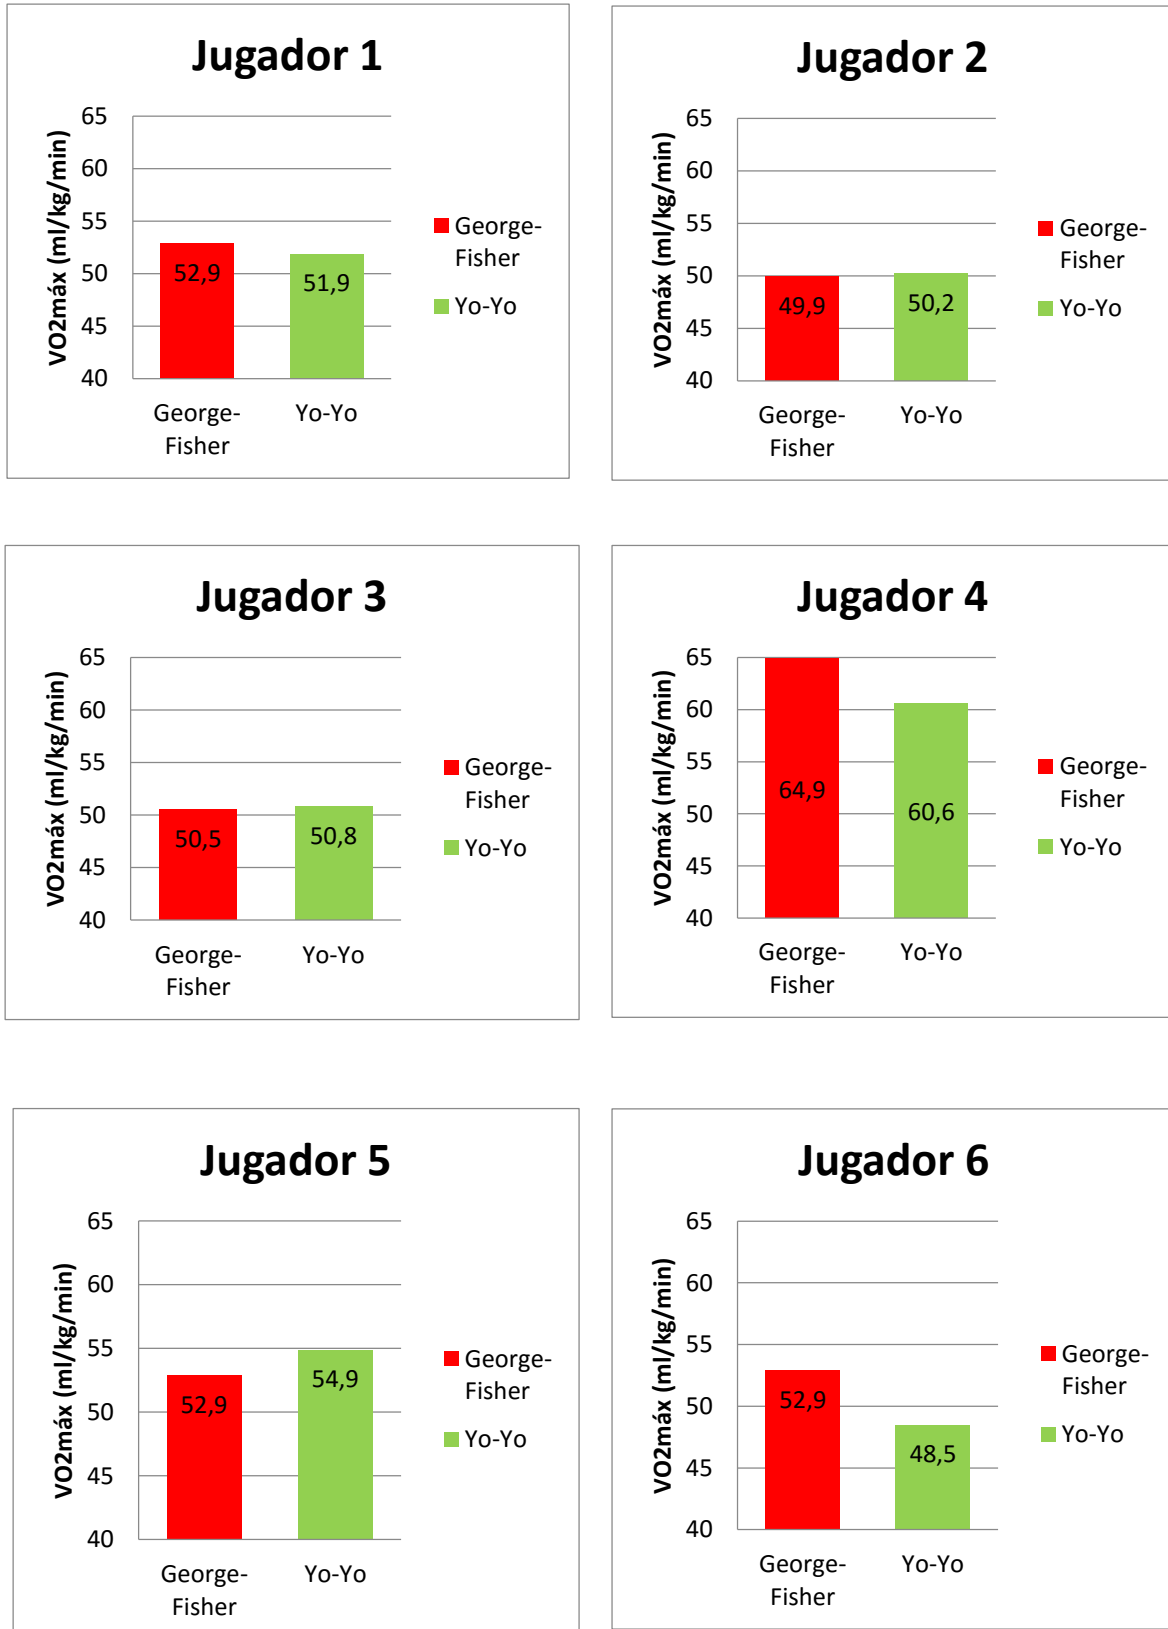 Jugador 1
VO2máx (ml/kg/min)
65
60
55
50
45
40
52,9
51,9
George-
Fisher
Yo-Yo
George-
Fisher
Yo-Yo
Jugador 2
VO2máx (ml/kg/min)
65
60
55
50
45
40
49,9
50,2
George-
Fisher
Yo-Yo
George-
Fisher
Yo-Yo
Jugador 3
VO2máx (ml/kg/min)
65
60
55
50
45
40
50,5
50,8
George-
Fisher
Yo-Yo
George-
Fisher
Yo-Yo
Jugador 4
VO2máx (ml/kg/min)
65
60
55
50
45
40
64,9
60,6
George-
Fisher
Yo-Yo
George-
Fisher
Yo-Yo
Jugador 5
VO2máx (ml/kg/min)
65
60
55
50
45
40
52,9
54,9
George-
Fisher
Yo-Yo
George-
Fisher
Yo-Yo
Jugador 6
VO2máx (ml/kg/min)
65
60
55
50
45
40
52,9
48,5
George-
Fisher
Yo-Yo
George-
Fisher
Yo-Yo